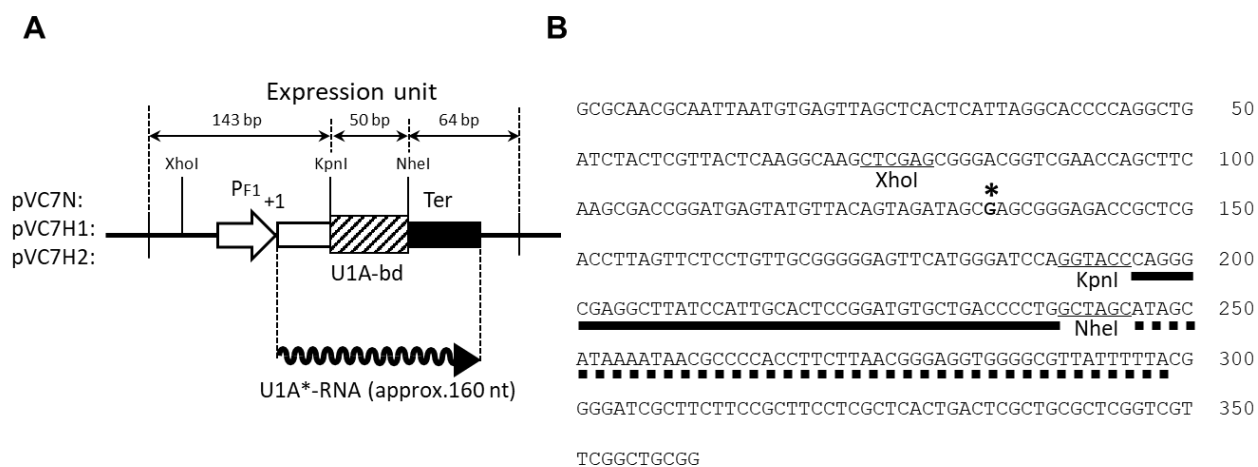 A
Expression unit
143 bp 50 bp 64 bp
XhoI KpnI NheI
PF1 +1 Ter
pVC7N:
pVC7H1:
pVC7H2:
U1A-bd
U1A*-RNA (approx.160 nt)
B
GCGCAACGCAATTAATGTGAGTTAGCTCACTCATTAGGCACCCCAGGCTG 50
ATCTACTCGTTACTCAAGGCAAGCTCGAGCGGGACGGTCGAACCAGCTTC 100
XhoI
*
AAGCGACCGGATGAGTATGTTACAGTAGATAGCGAGCGGGAGACCGCTCG 150
ACCTTAGTTCTCCTGTTGCGGGGGAGTTCATGGGATCCAGGTACCCAGGG 200
KpnI
CGAGGCTTATCCATTGCACTCCGGATGTGCTGACCCCTGGCTAGCATAGC 250
NheI
ATAAAATAACGCCCCACCTTCTTAACGGGAGGTGGGGCGTTATTTTTACG 300
GGGATCGCTTCTTCCGCTTCCTCGCTCACTGACTCGCTGCGCTCGGTCGT 350
TCGGCTGCGG